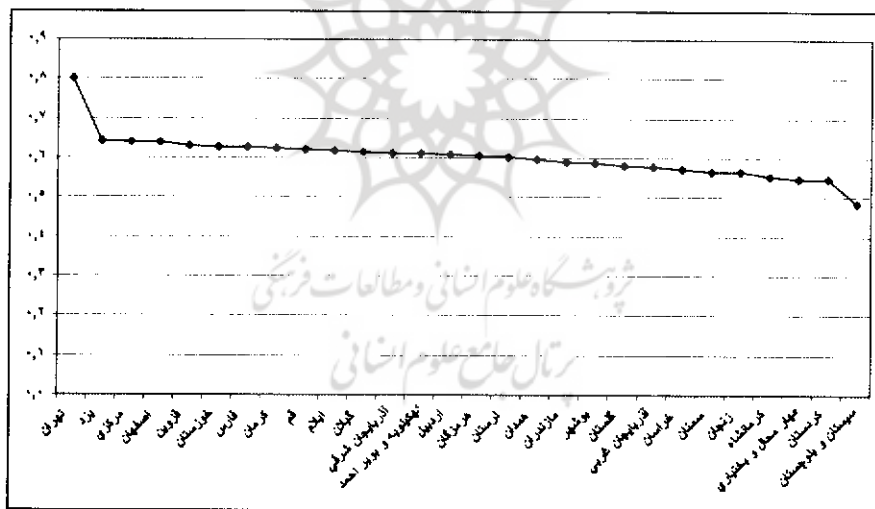 ۰,۹
۰,۸
۰,۷
۰,۶
۰,۵
۰,۴
۰,۳
۰,۲
۰,۱
۰,۰
تهران
یزد
مرکزی
اصفهان
قزوین
خوزستان
فارس
کرمان
قم
ایلام
گیلان
آذربایجان شرقی
کهکیلویه و بویر احمد
اردبیل
هرمزگان
لرستان
همدان
مازندران
بوشهر
گلستان
آذربایجان غربی
خراسان
سمنان
زنجان
کرمانشاه
چهار محال و بختیاری
کردستان
سیستان و بلوچستان
پژوهشگاه علوم انسانی و مطالعات فرهنگی
پرتال جامع علوم انسانی